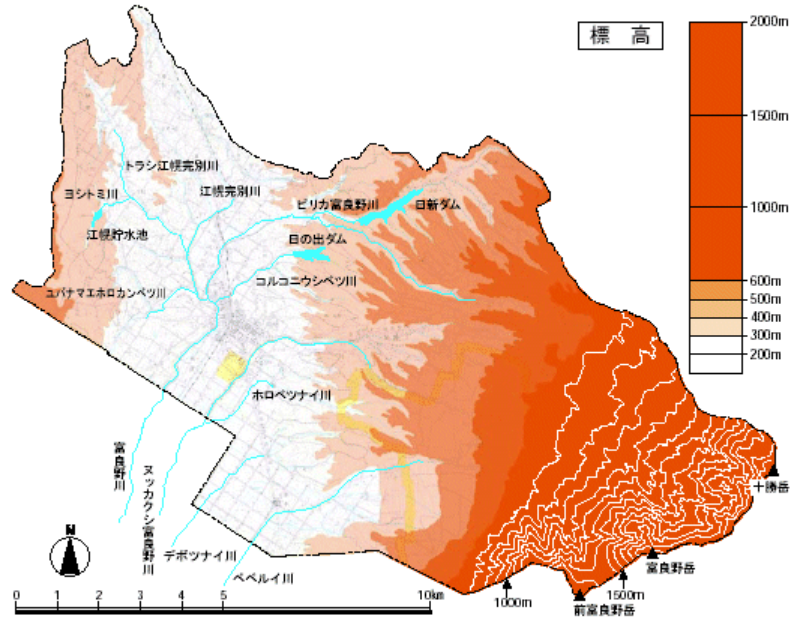 標 高
2000m
1500m
1000m
600m
500m
400m
300m
200m
トラシ江幌完別川
ヨシトミ川
江幌完別川
ピリカ富良野川
日新ダム
江幌貯水池
日の出ダム
コルコニウシベツ川
ユバナマエホロカンベツ川
ホロベツナイ川
富良野川
ヌッカクシ富良野川
デボツナイ川
ベベルイ川
十勝岳
富良野岳
前富良野岳
1000m
1500m
N
0 1 2 3 4 5 10km